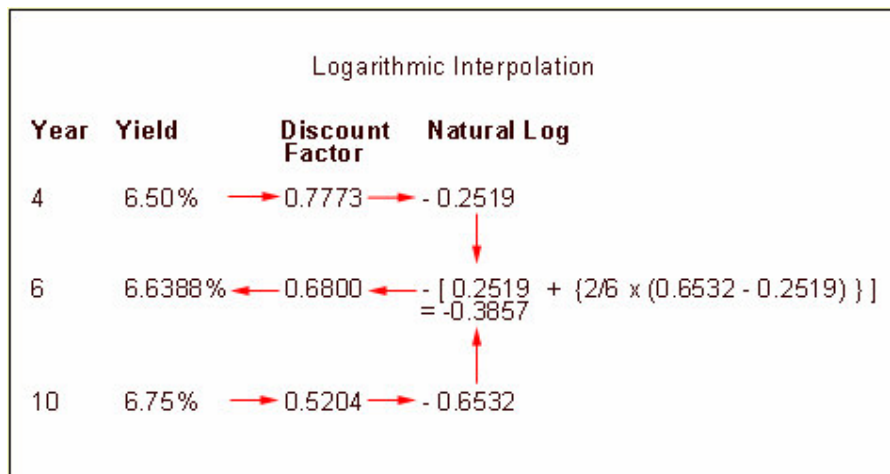 Logarithmic Interpolation
Year Yield Discount Factor Natural Log
4 6.50% 0.7773 - 0.2519
6 6.6388% 0.6800 - [ 0.2519 + {2/6 x (0.6532 - 0.2519) } ]
= -0.3857
10 6.75% 0.5204 - 0.6532